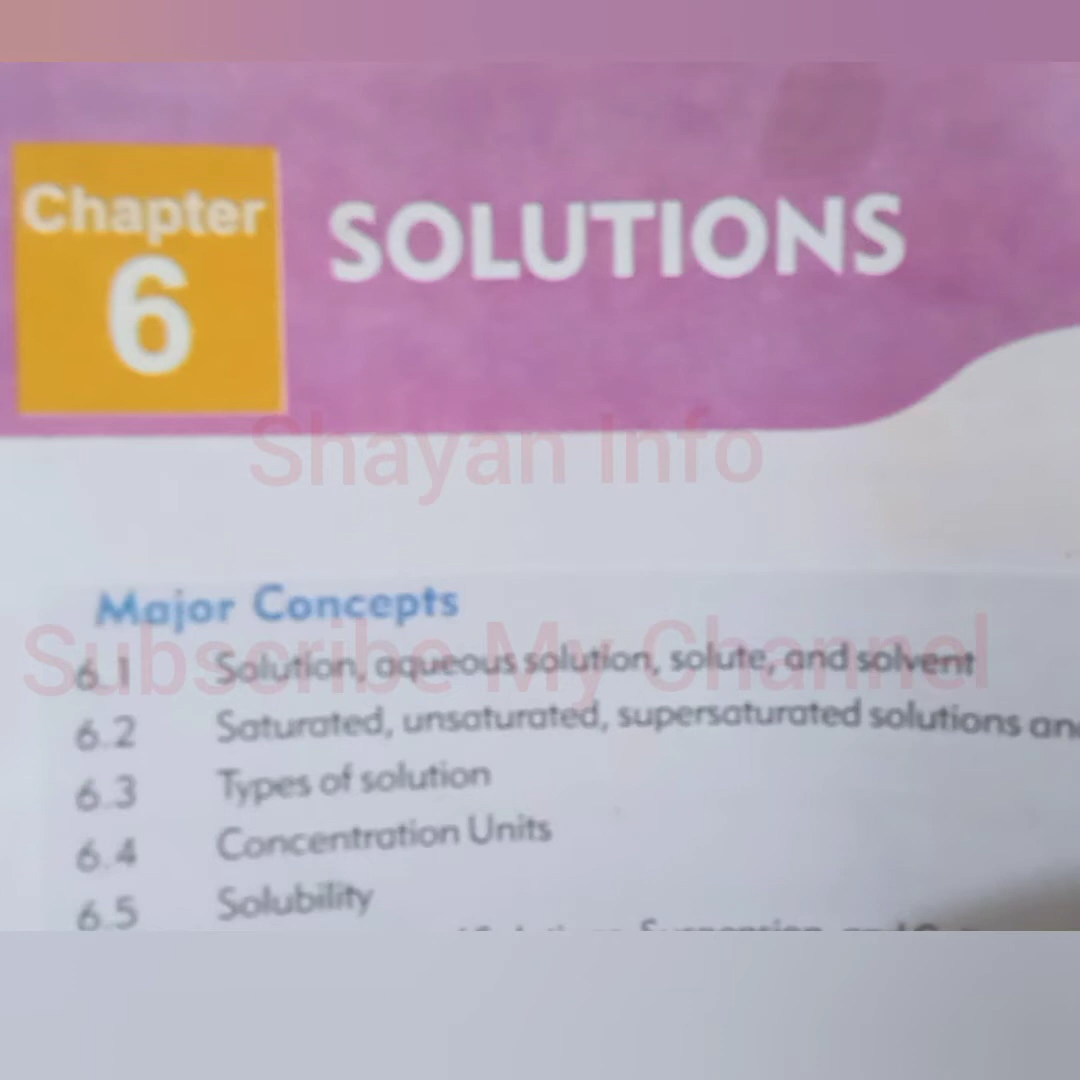 Chapter
6
SOLUTIONS
Shayan Info
Major Concepts
Subscribe My Channel
6.1 Solution, aqueous solution, solute, and solvent
6.2 Saturated, unsaturated, supersaturated solutions
6.3 Types of solution
6.4 Concentration Units
6.5 Solubility